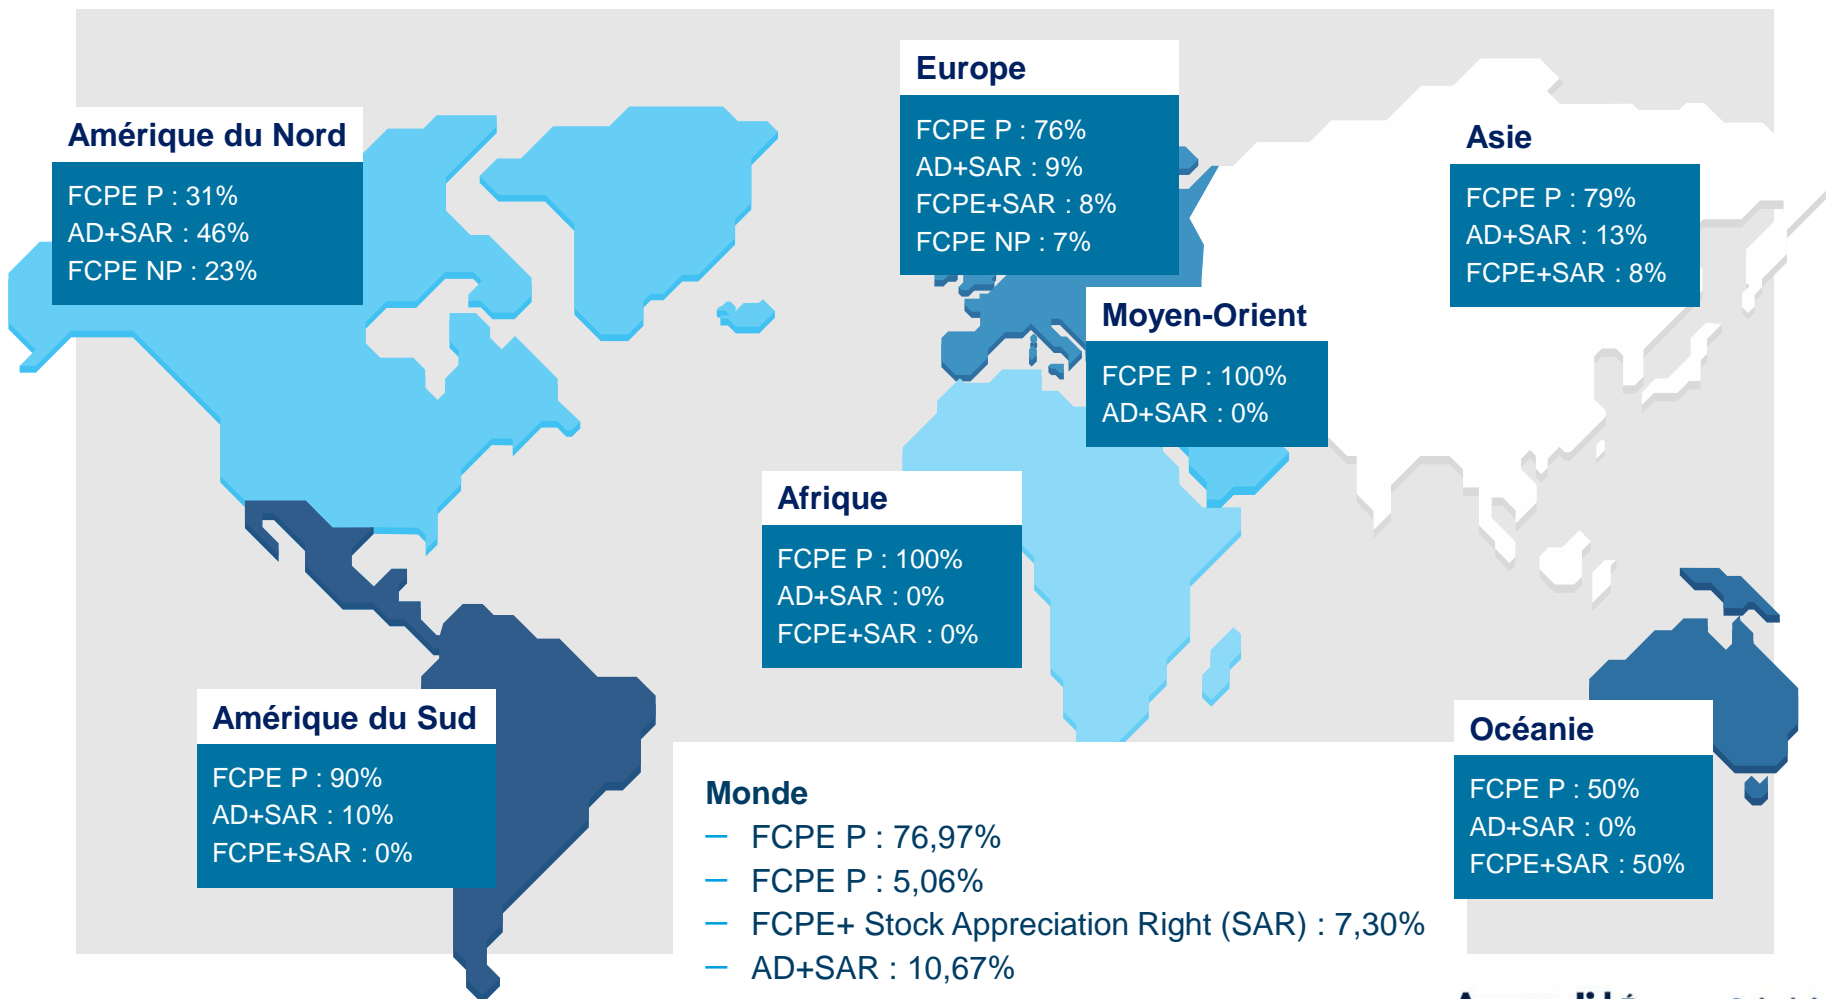 Amérique du Nord
FCPE P : 31%
AD+SAR : 46%
FCPE NP : 23%
Europe
FCPE P : 76%
AD+SAR : 9%
FCPE+SAR : 8%
FCPE NP : 7%
Asie
FCPE P : 79%
AD+SAR : 13%
FCPE+SAR : 8%
Moyen-Orient
FCPE P : 100%
AD+SAR : 0%
Afrique
FCPE P : 100%
AD+SAR : 0%
FCPE+SAR : 0%
Amérique du Sud
FCPE P : 90%
AD+SAR : 10%
FCPE+SAR : 0%
Océanie
FCPE P : 50%
AD+SAR : 0%
FCPE+SAR : 50%
Monde
— FCPE P : 76,97%
— FCPE P : 5,06%
— FCPE+ Stock Appreciation Right (SAR) : 7,30%
— AD+SAR : 10,67%